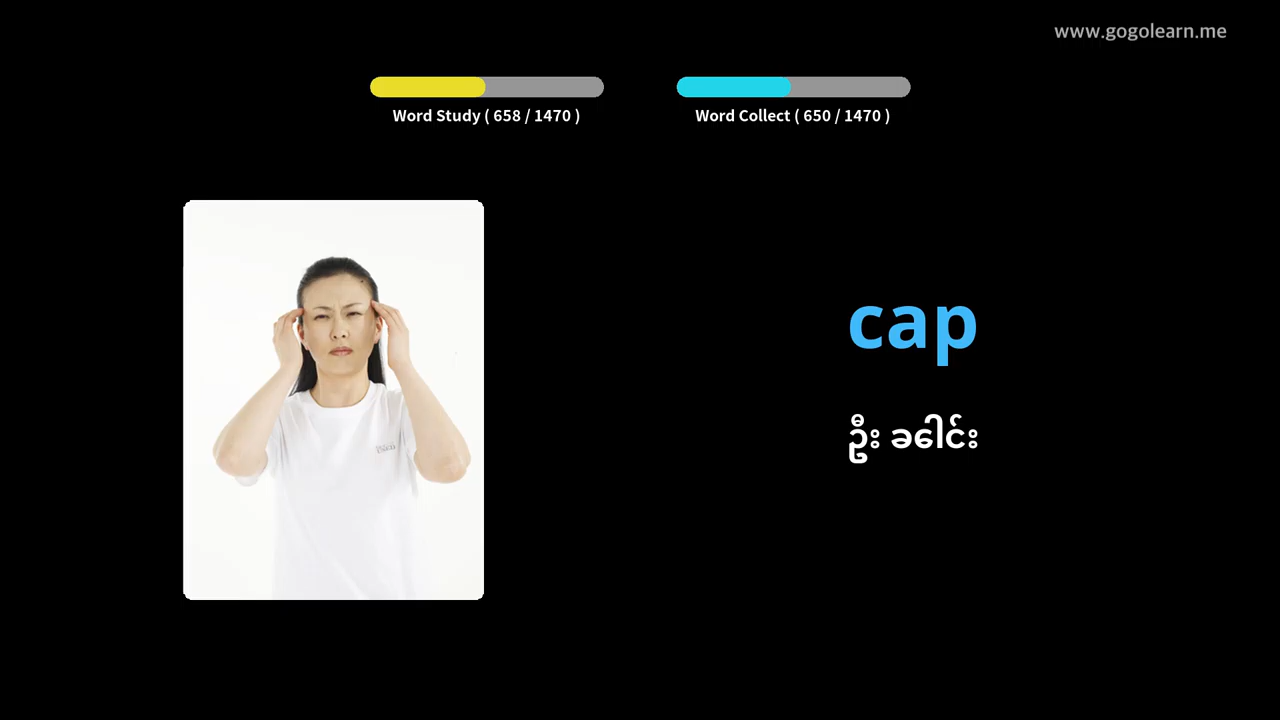 www.gogolearn.me
Word Study ( 658 / 1470 )
Word Collect ( 650 / 1470 )
cap
ဦး ခေါင်း